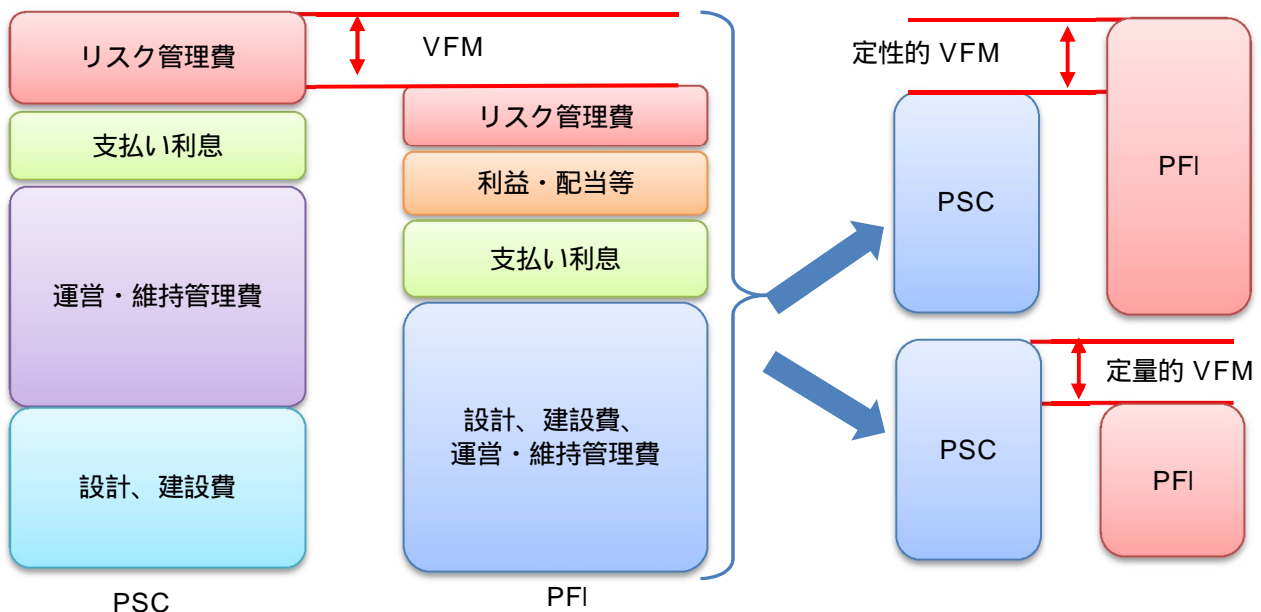 リスク管理費
支払い利息
運営・維持管理費
設計、建設費
PSC
VFM
リスク管理費
利益・配当等
支払い利息
設計、建設費、
運営・維持管理費
PFI
定性的 VFM
PSC
PFI
定量的 VFM
PSC
PFI